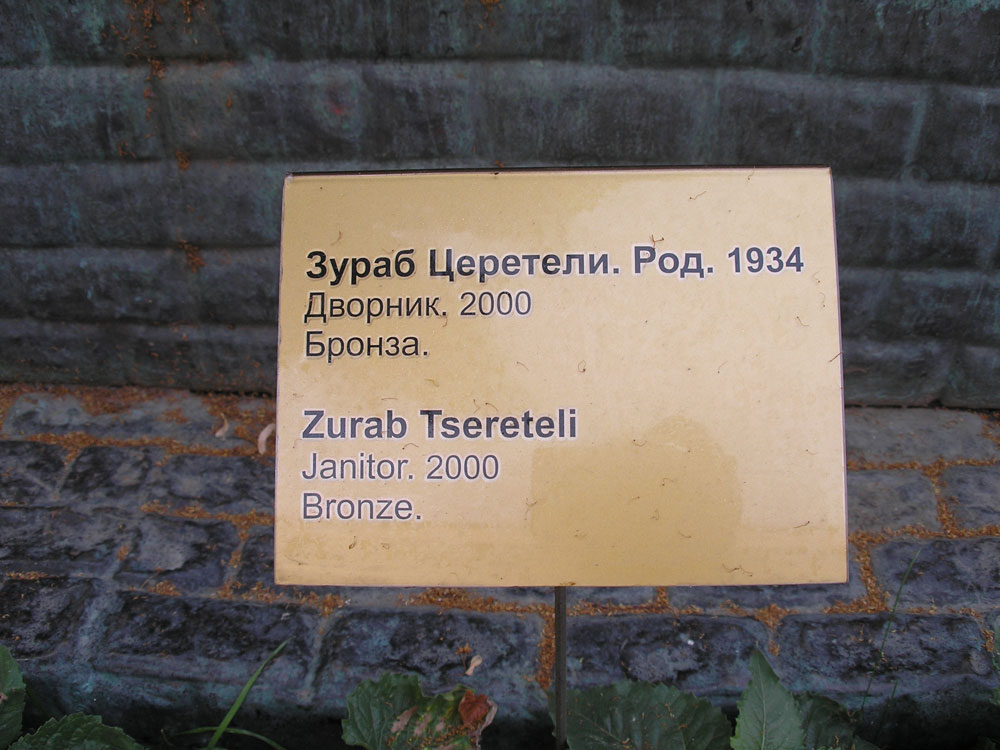 Зураб Церетели. Род. 1934
Дворник. 2000
Бронза.
Zurab Tsereteli
Janitor. 2000
Bronze.